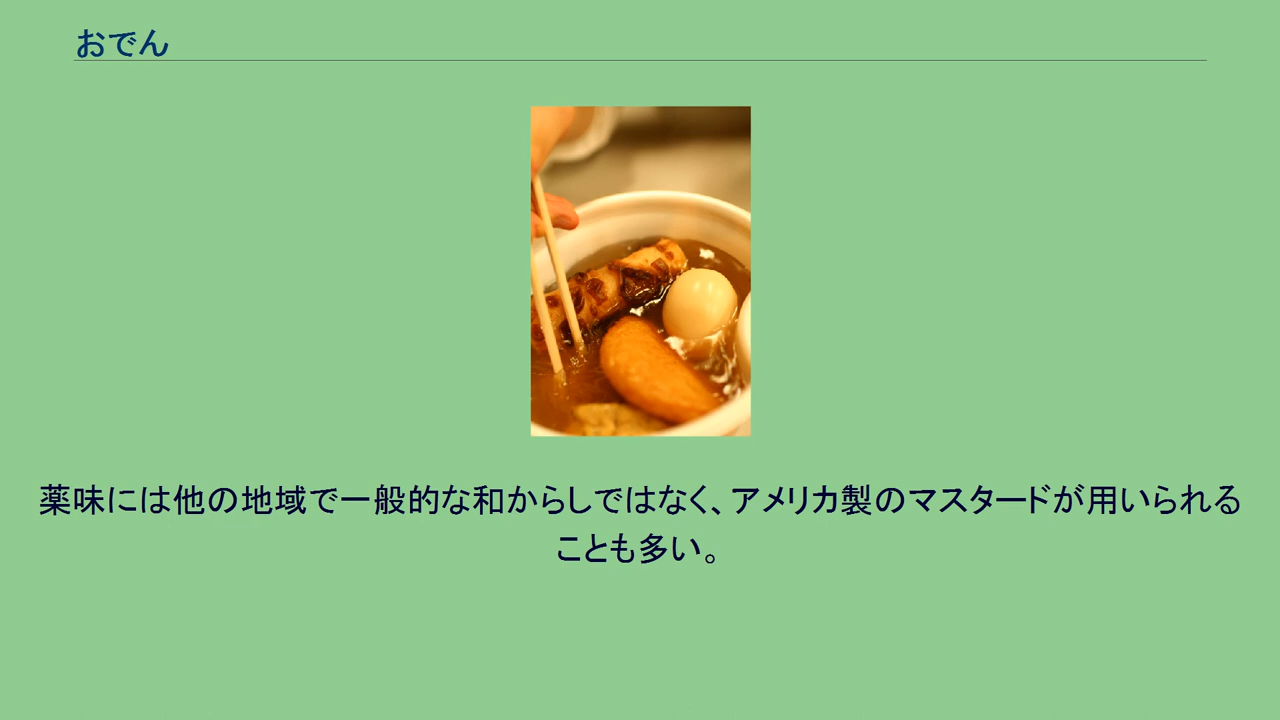 おでん
薬味には他の地域で一般的な和からしではなく、アメリカ製のマスタードが用いられる
ことも多い。